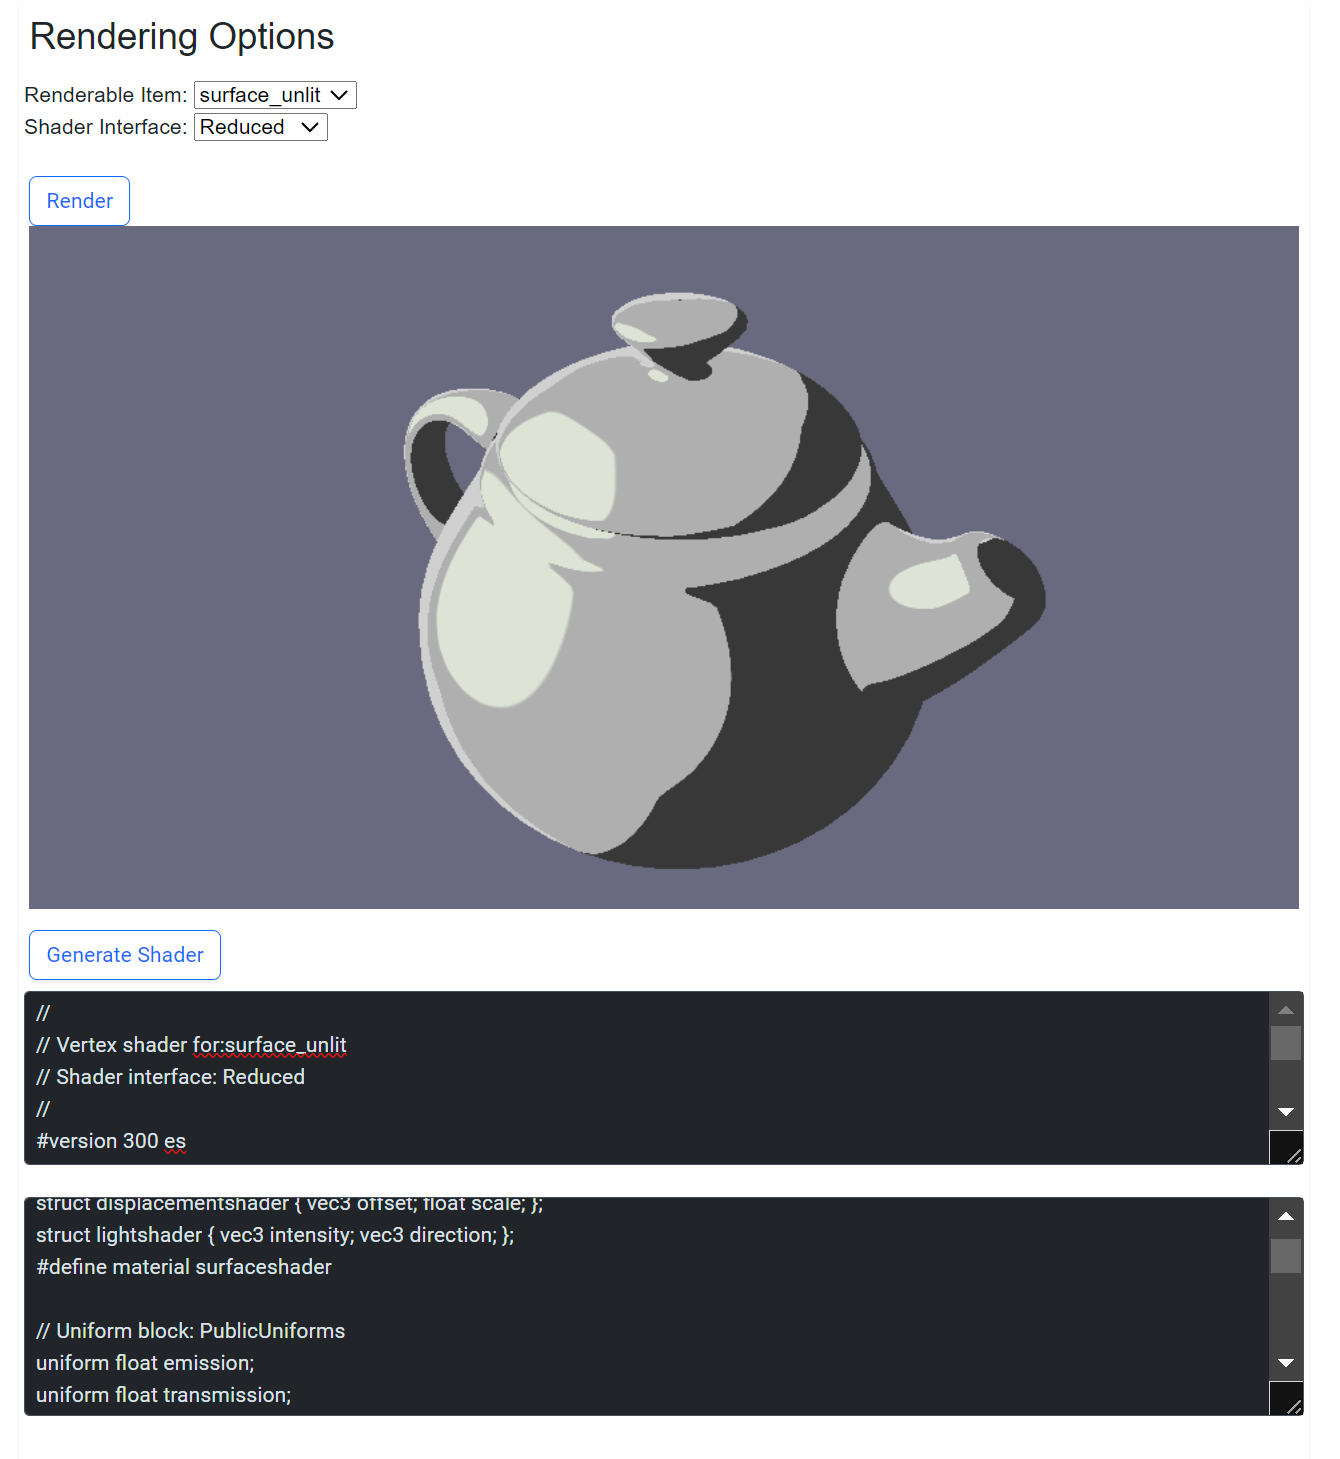 Rendering Options
Renderable Item: surface_unlit
Shader Interface: Reduced
Render
Generate Shader
//
// Vertex shader for:surface_unlit
// Shader interface: Reduced
//
#version 300 es
struct displacementshader { vec3 offset; float scale; };
struct lightshader { vec3 intensity; vec3 direction; };
#define material surfaceshader
// Uniform block: PublicUniforms
uniform float emission;
uniform float transmission;